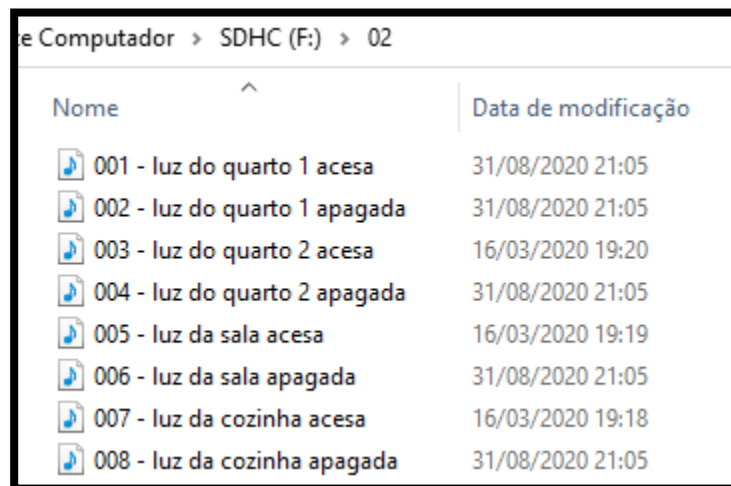 te Computador > SDHC (F:) > 02
Nome Data de modificação
001 - luz do quarto 1 acesa 31/08/2020 21:05
002 - luz do quarto 1 apagada 31/08/2020 21:05
003 - luz do quarto 2 acesa 16/03/2020 19:20
004 - luz do quarto 2 apagada 31/08/2020 21:05
005 - luz da sala acesa 16/03/2020 19:19
006 - luz da sala apagada 31/08/2020 21:05
007 - luz da cozinha acesa 16/03/2020 19:18
008 - luz da cozinha apagada 31/08/2020 21:05